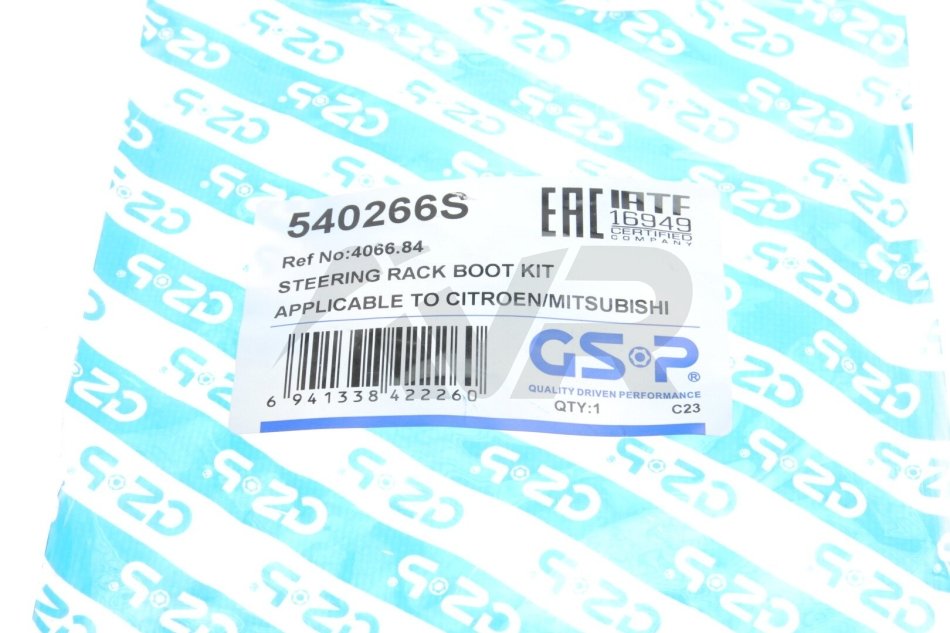 540266S
EAC
IATF
16949
CERTIFIED
COMPANY
Ref No:4066.84
STEERING RACK BOOT KIT
APPLICABLE TO CITROEN/MITSUBISHI
6 941338 422260
GS-P®
QUALITY DRIVEN PERFORMANCE
QTY:1 C23